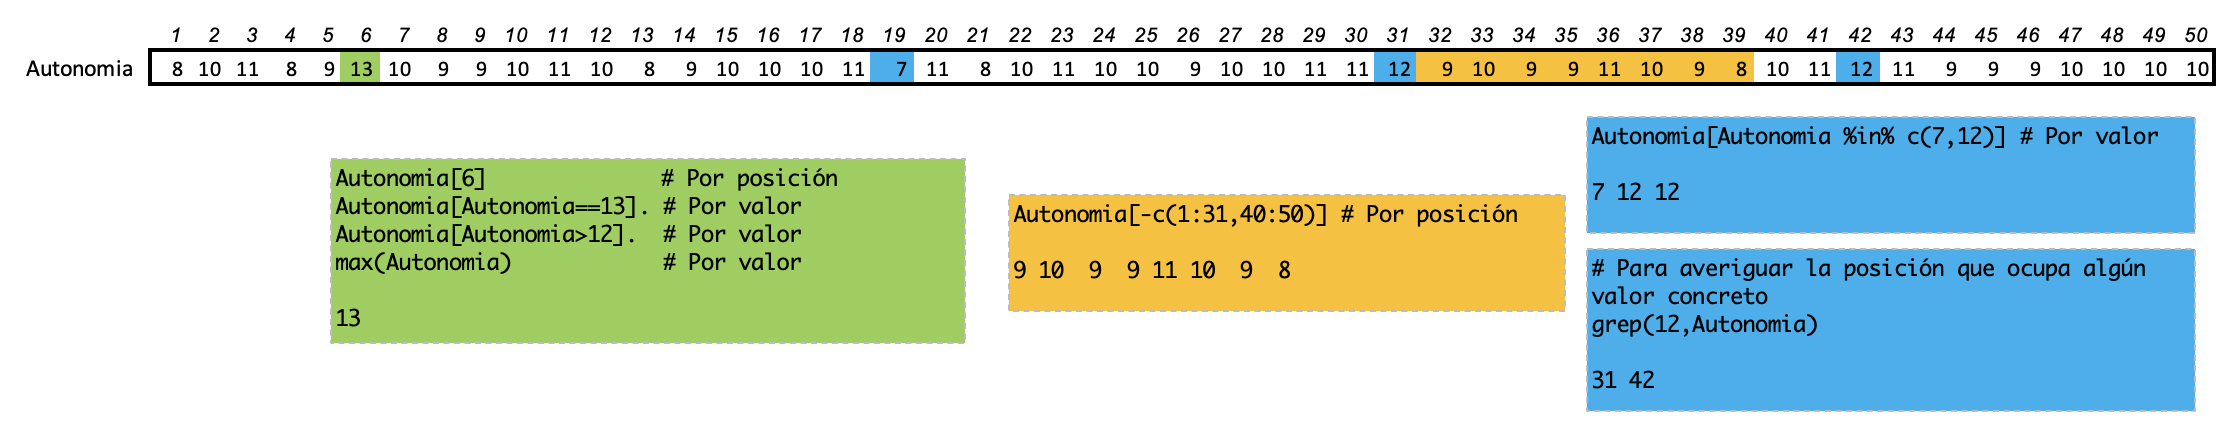 1 2 3 4 5 6 7 8 9 10 11 12 13 14 15 16 17 18 19 20 21 22 23 24 25 26 27 28 29 30 31 32 33 34 35 36 37 38 39 40 41 42 43 44 45 46 47 48 49 50
Autonomia 8 10 11 8 9 13 10 9 9 10 11 10 8 9 10 10 10 11 7 11 8 10 11 10 10 9 10 10 11 11 12 9 10 9 9 11 10 9 8 10 11 12 11 9 9 9 10 10 10 10
Autonomia[6] # Por posición
Autonomia[Autonomia==13]. # Por valor
Autonomia[Autonomia>12]. # Por valor
max(Autonomia) # Por valor
13
Autonomia[-c(1:31,40:50)] # Por posición
9 10 9 9 11 10 9 8
Autonomia[Autonomia %in% c(7,12)] # Por valor
7 12 12
# Para averiguar la posición que ocupa algún
valor concreto
grep(12,Autonomia)
31 42